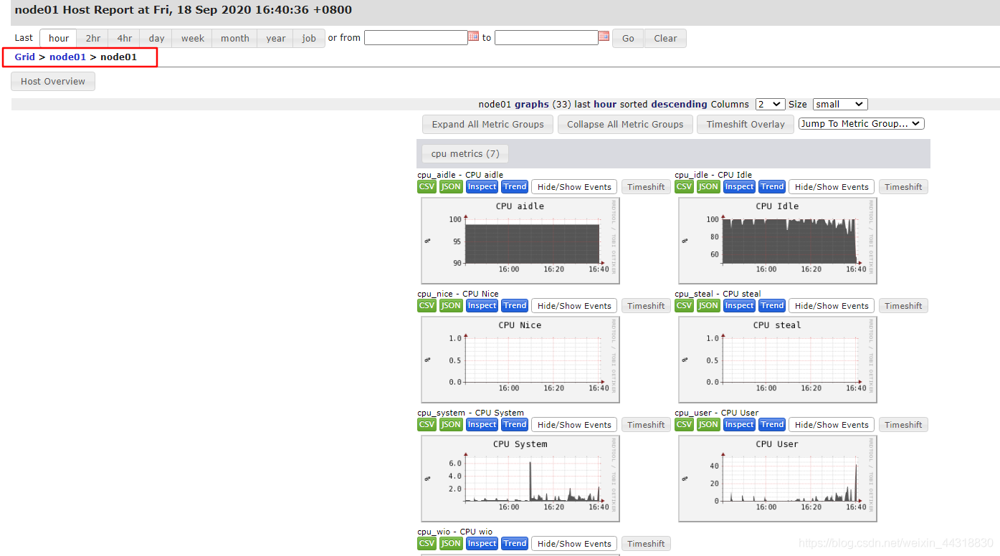 node01 Host Report at Fri, 18 Sep 2020 16:40:36 +0800
Last hour 2hr 4hr day week month year job or from to Go Clear
Grid > node01 > node01
Host Overview
node01 graphs (33) last hour sorted descending Columns 2 Size small
Expand All Metric Groups Collapse All Metric Groups Timeshift Overlay Jump To Metric Group...
cpu metrics (7)
cpu_aidle - CPU aidle cpu_idle - CPU Idle
CSV JSON Inspect Trend Hide/Show Events Timeshift CSV JSON Inspect Trend Hide/Show Events Timeshift
CPU aidle
100
95
90
%
16:00 16:20 16:40
RRDTOOL / TOBI OETIKER
CPU Idle
100
80
60
%
16:00 16:20 16:40
RRDTOOL / TOBI OETIKER
cpu_nice - CPU Nice cpu_steal - CPU steal
CSV JSON Inspect Trend Hide/Show Events Timeshift CSV JSON Inspect Trend Hide/Show Events Timeshift
CPU Nice
1.0
0.5
0.0
%
16:00 16:20 16:40
RRDTOOL / TOBI OETIKER
CPU steal
1.0
0.5
0.0
%
16:00 16:20 16:40
RRDTOOL / TOBI OETIKER
cpu_system - CPU System cpu_user - CPU User
CSV JSON Inspect Trend Hide/Show Events Timeshift CSV JSON Inspect Trend Hide/Show Events Timeshift
CPU System
6.0
4.0
2.0
%
16:00 16:20 16:40
RRDTOOL / TOBI OETIKER
CPU User
40
20
0
%
16:00 16:20 16:40
RRDTOOL / TOBI OETIKER
cpu_wio - CPU wio
CSV JSON Inspect Trend Hide/Show Events Timeshift
https://blog.csdn.net/weixin_44318830